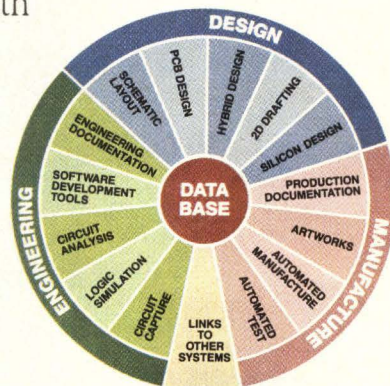 th
DESIGN
SCHEMATIC
LAYOUT
PCB DESIGN
HYBRID DESIGN
2D DRAFTING
SILICON DESIGN
MANUFACTURE
PRODUCTION
DOCUMENTATION
ARTWORKS
AUTOMATED
MANUFACTURE
AUTOMATED
TEST
LINKS
TO
OTHER
SYSTEMS
ENGINEERING
CIRCUIT
CAPTURE
LOGIC
SIMULATION
CIRCUIT
ANALYSIS
SOFTWARE
DEVELOPMENT
TOOLS
ENGINEERING
DOCUMENTATION
DATA
BASE